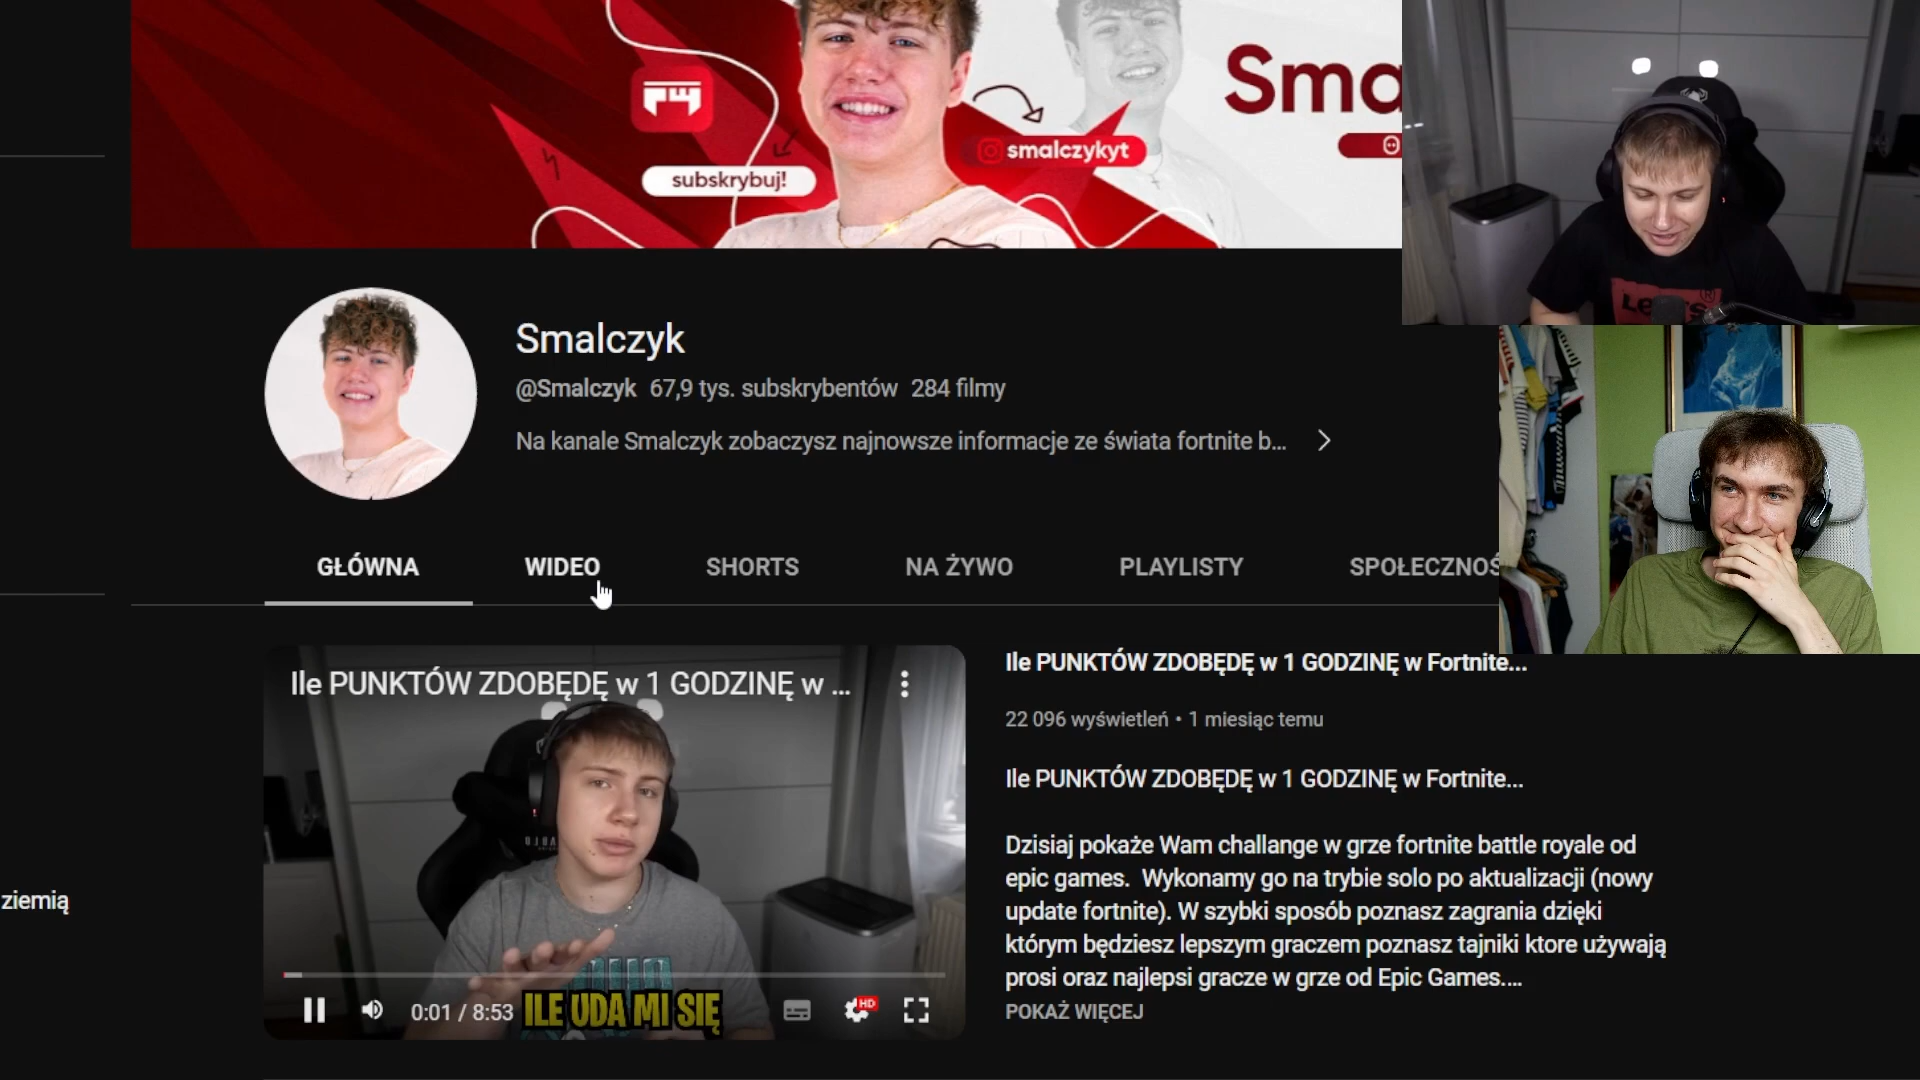 subskrybuj!
smalczykyt
Sma
Smalczyk
@Smalczyk 67,9 tys. subskrybentów 284 filmy
Na kanale Smalczyk zobaczysz najnowsze informacje ze świata fortnite b...
GŁÓWNA WIDEO SHORTS NA ŻYWO PLAYLISTY SPOŁECZNOŚ
Ile PUNKTÓW ZDOBĘDĘ w 1 GODZINĘ w ...
0:01 / 8:53
ILE UDA MI SIĘ
HD
Ile PUNKTÓW ZDOBĘDĘ w 1 GODZINĘ w Fortnite...
22 096 wyświetleń • 1 miesiąc temu
Ile PUNKTÓW ZDOBĘDĘ w 1 GODZINĘ w Fortnite...
Dzisiaj pokaże Wam challange w grze fortnite battle royale od
epic games. Wykonamy go na trybie solo po aktualizacji (nowy
update fortnite). W szybki sposób poznasz zagrania dzięki
którym będziesz lepszym graczem poznasz tajniki ktore używają
prosi oraz najlepsi gracze w grze od Epic Games....
POKAŻ WIĘCEJ
ziemią